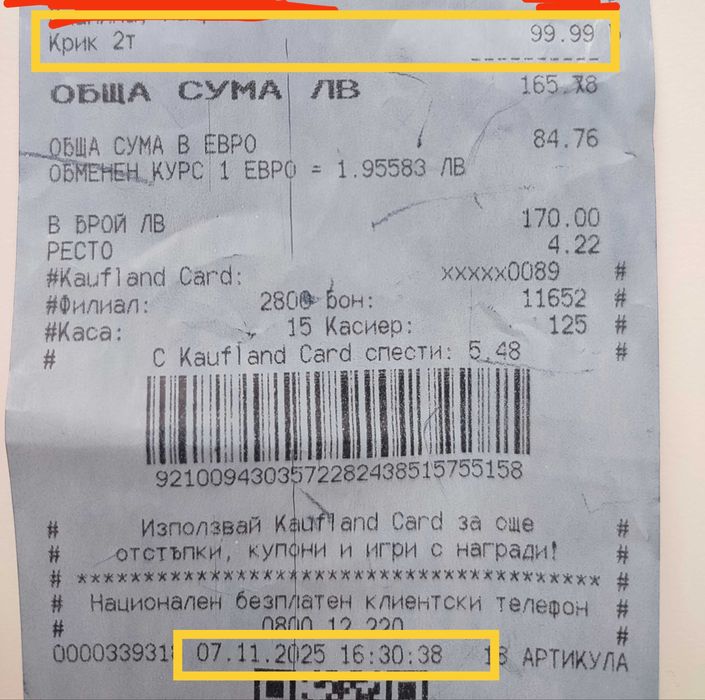 Крик 2т 99.99
ОБЩА СУМА ЛВ 165.78
ОБЩА СУМА В ЕВРО 84.76
ОБМЕНЕН КУРС 1 ЕВРО = 1.95583 ЛВ
В БРОЙ ЛВ 170.00
РЕСТО 4.22
#Kaufland Card: xxxxx0089 #
#Филиал: 2800 Бон: 11652 #
#Каса: 15 Касиер: 125 #
# С Kaufland Card спести: 5.48 #
9210094303572282438515755158
# Използвай Kaufland Card за още #
# отстъпки, купони и игри с награди! #
# **************************************** #
# Национален безплатен клиентски телефон #
# 0800 12 220 #
07.11.2025 16:30:38 18 АРТИКУЛА